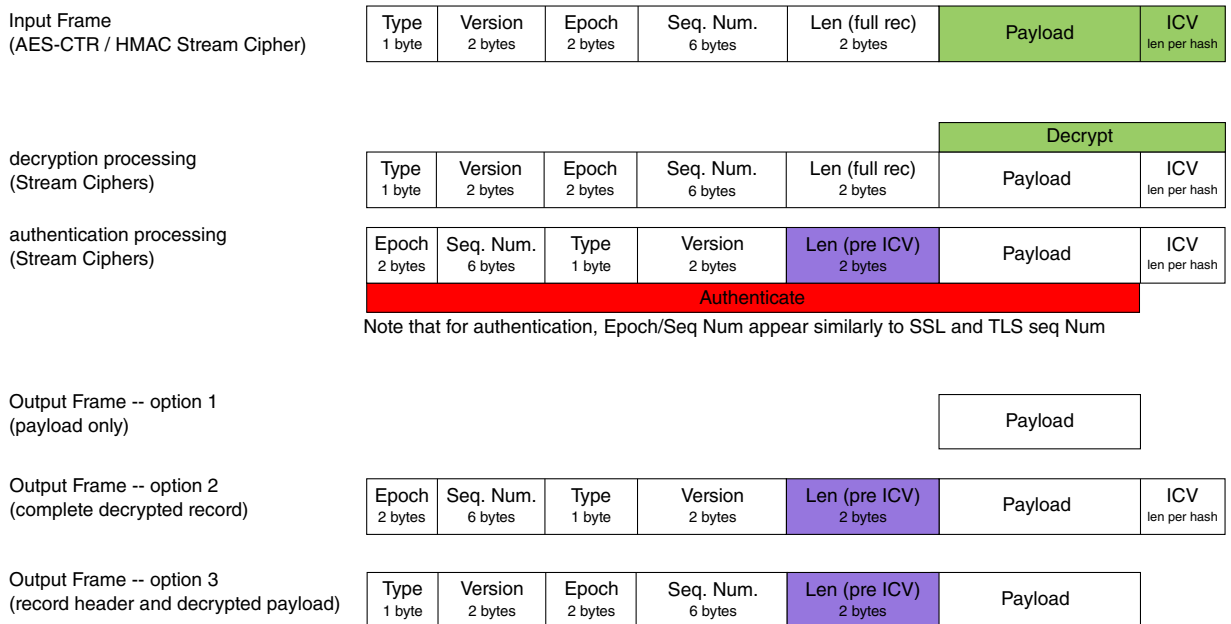 Input Frame
(AES-CTR / HMAC Stream Cipher)
Type Version Epoch Seq. Num. Len (full rec) Payload ICV
1 byte 2 bytes 2 bytes 6 bytes 2 bytes len per hash
Decrypt
decryption processing
(Stream Ciphers)
Type Version Epoch Seq. Num. Len (full rec) Payload ICV
1 byte 2 bytes 2 bytes 6 bytes 2 bytes len per hash
authentication processing
(Stream Ciphers)
Epoch Seq. Num. Type Version Len (pre ICV) Payload ICV
2 bytes 6 bytes 1 byte 2 bytes 2 bytes len per hash
Authenticate
Note that for authentication, Epoch/Seq Num appear similarly to SSL and TLS seq Num
Output Frame -- option 1
(payload only)
Payload
Output Frame -- option 2
(complete decrypted record)
Epoch Seq. Num. Type Version Len (pre ICV) Payload ICV
2 bytes 6 bytes 1 byte 2 bytes 2 bytes len per hash
Output Frame -- option 3
(record header and decrypted payload)
Type Version Epoch Seq. Num. Len (pre ICV) Payload
1 byte 2 bytes 2 bytes 6 bytes 2 bytes